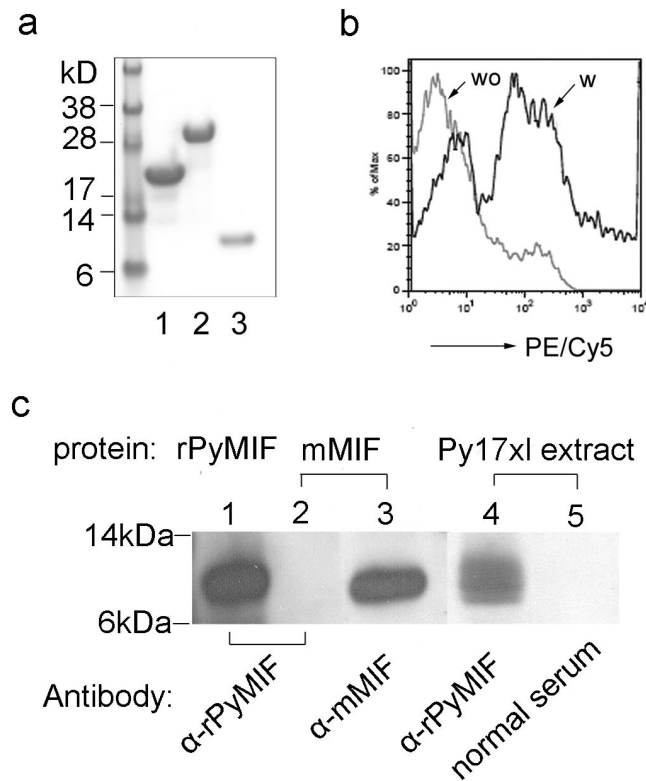 a
kD
38
28
17
14
6
1 2 3
b
wo
w
% of Max
100
80
60
40
20
0
10⁰ 10¹ 10² 10³ 10⁴
PE/Cy5
c
protein: rPyMIF mMIF Py17xl extract
1 2 3 4 5
14kDa
6kDa
Antibody: α-rPyMIF α-mMIF α-rPyMIF normal serum